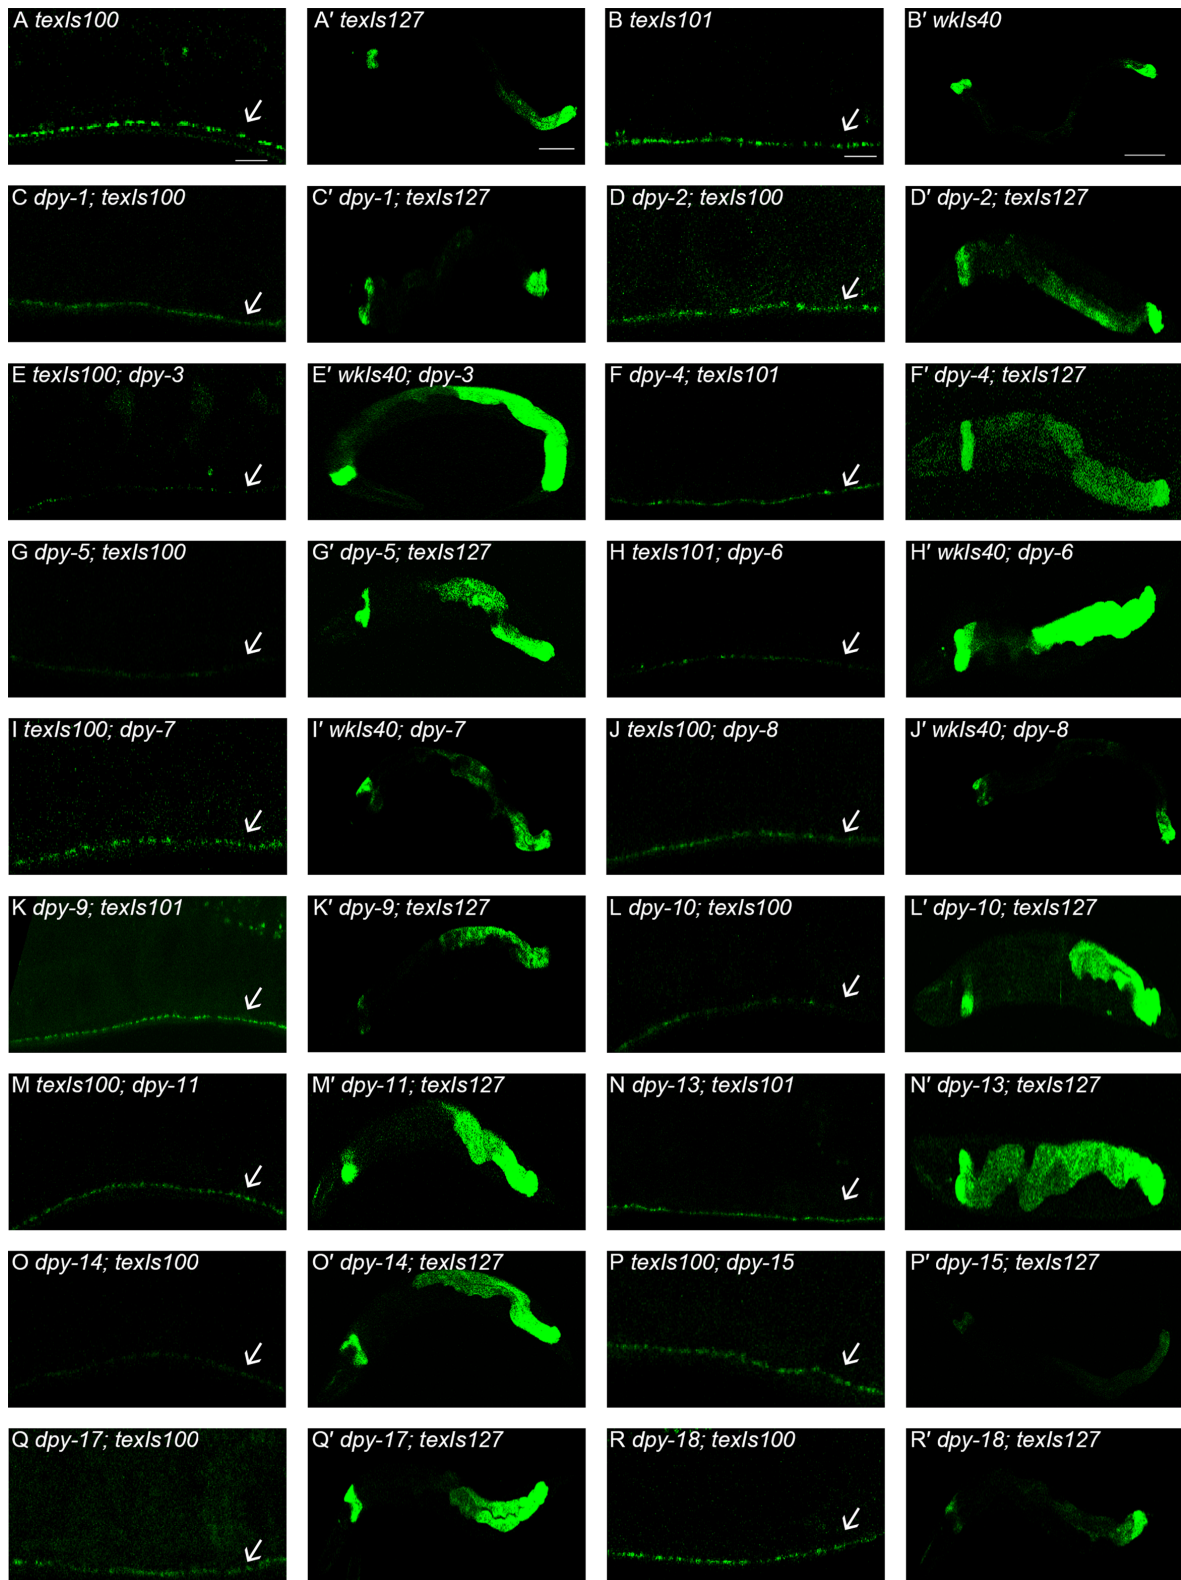 A texIs100
A' texIs127
B texIs101
B' wkIs40
C dpy-1; texIs100
C' dpy-1; texIs127
D dpy-2; texIs100
D' dpy-2; texIs127
E texIs100; dpy-3
E' wkIs40; dpy-3
F dpy-4; texIs101
F' dpy-4; texIs127
G dpy-5; texIs100
G' dpy-5; texIs127
H texIs101; dpy-6
H' wkIs40; dpy-6
I texIs100; dpy-7
I' wkIs40; dpy-7
J texIs100; dpy-8
J' wkIs40; dpy-8
K dpy-9; texIs101
K' dpy-9; texIs127
L dpy-10; texIs100
L' dpy-10; texIs127
M texIs100; dpy-11
M' dpy-11; texIs127
N dpy-13; texIs101
N' dpy-13; texIs127
O dpy-14; texIs100
O' dpy-14; texIs127
P texIs100; dpy-15
P' dpy-15; texIs127
Q dpy-17; texIs100
Q' dpy-17; texIs127
R dpy-18; texIs100
R' dpy-18; texIs127